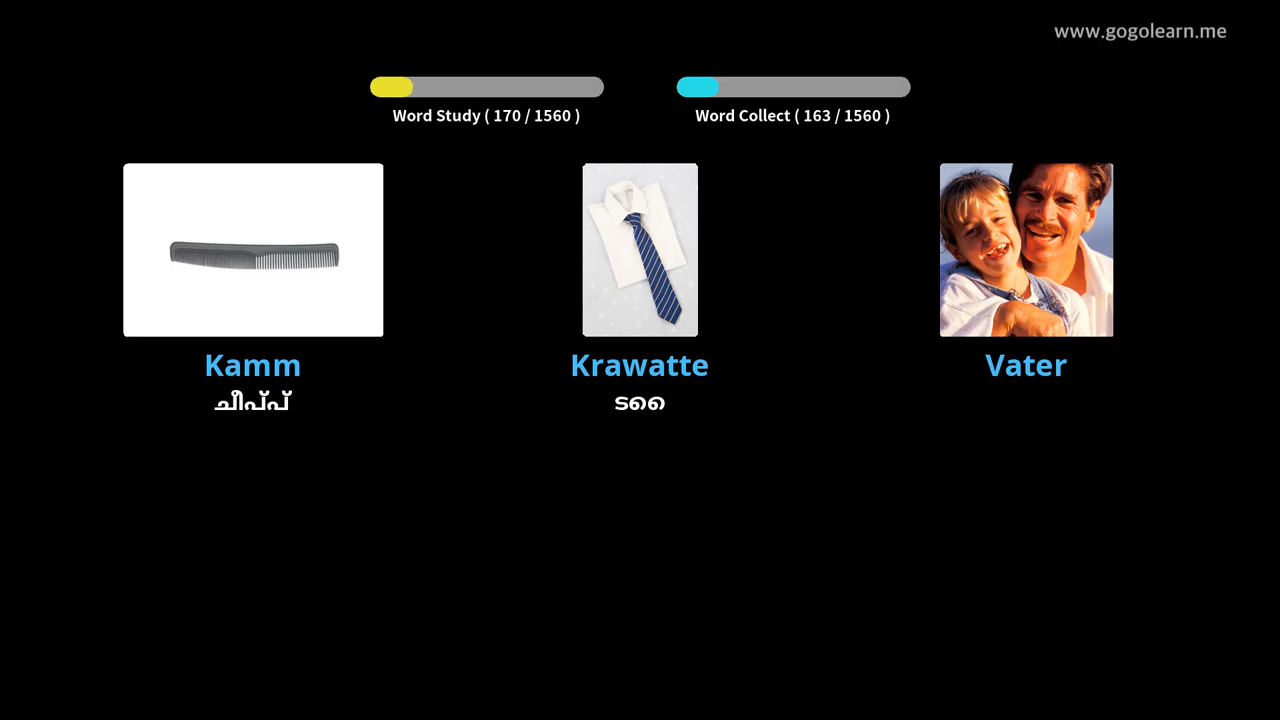 www.gogolearn.me
Word Study ( 170 / 1560 )
Word Collect ( 163 / 1560 )
Kamm
Krawatte
Vater
ചീപ്പ്
ടൈ